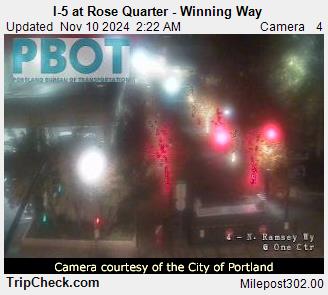 I-5 at Rose Quarter - Winning Way
Updated Nov 10 2024 2:22 AM Camera 4
PBOT
PORTLAND BUREAU OF TRANSPORTATION
4 - N. Ramsey Wy
@ One Ctr
Camera courtesy of the City of Portland
TripCheck.com Milepost302.00